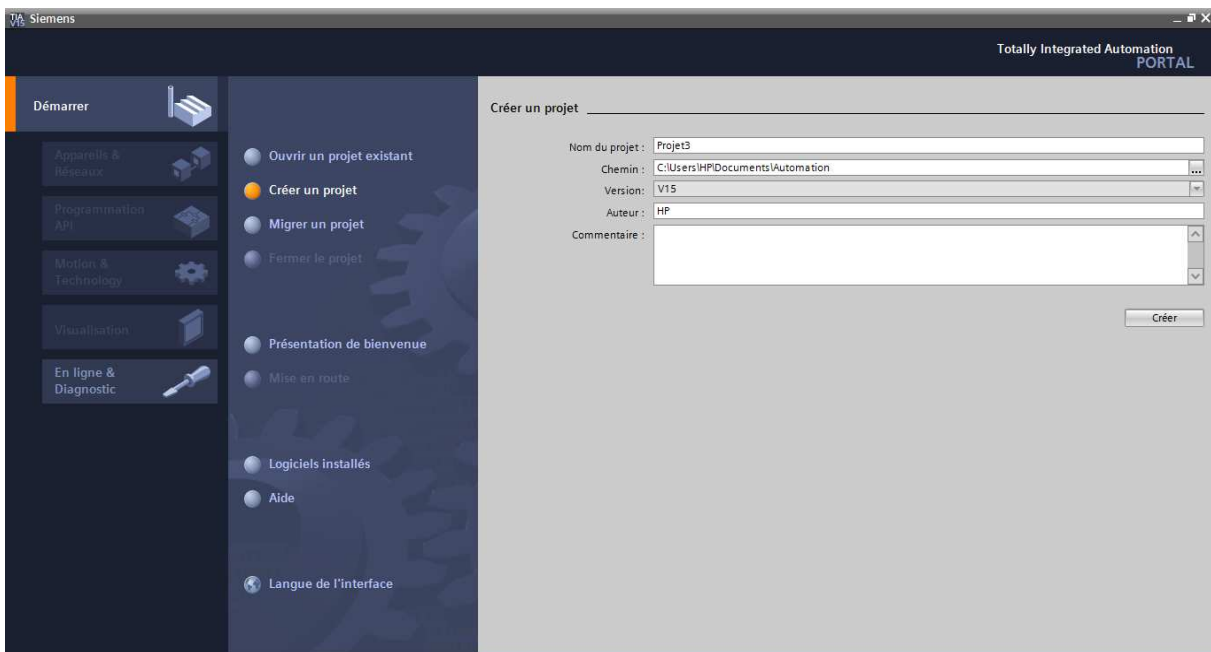 TIA
V15 Siemens
Totally Integrated Automation
PORTAL
Démarrer
Appareils &
Réseaux
Programmation
API
Motion &
Technology
Visualisation
En ligne &
Diagnostic
Ouvrir un projet existant
Créer un projet
Migrer un projet
Fermer le projet
Présentation de bienvenue
Mise en route
Logiciels installés
Aide
Langue de l'interface
Créer un projet
Nom du projet : Projet3
Chemin : C:\Users\HP\Documents\Automation
...
Version: V15
Auteur : HP
Commentaire :
Créer